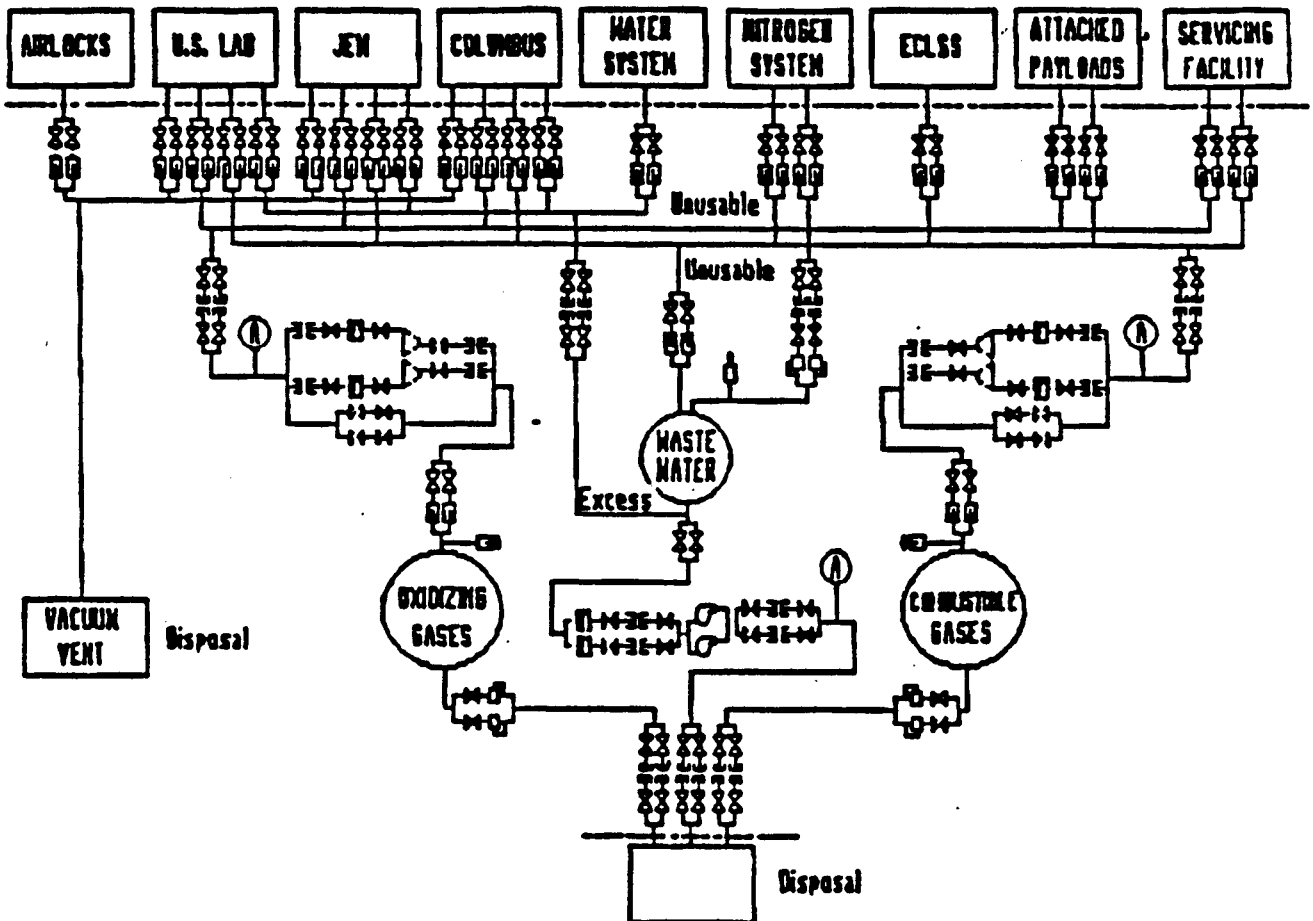 AIRLOCKS
U.S. LAB
JEM
COLUMBUS
WATER
SYSTEM
NITROGEN
SYSTEM
ECLSS
ATTACHED
PAYLOADS
SERVICING
FACILITY
Unusable
Unusable
A
A
WASTE
WATER
Excess
A
OXIDIZING
GASES
COMBUSTIBLE
GASES
VACUUM
VENT
Disposal
Disposal